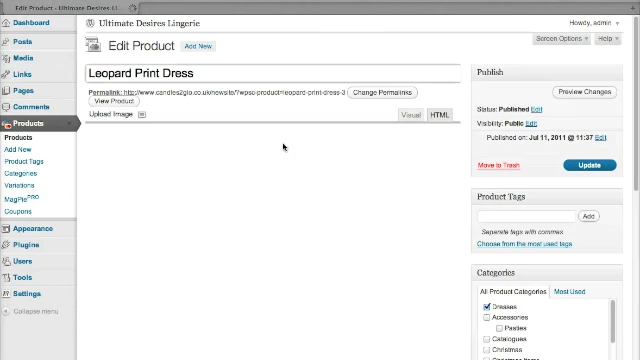 Edit Product ‹ Ultimate Desires L...
Ultimate Desires Lingerie
Howdy, admin
Screen Options
Help
Dashboard
Posts
Media
Links
Pages
Comments
Products
Products
Add New
Product Tags
Categories
Variations
MagPie PRO
Coupons
Appearance
Plugins
Users
Tools
Settings
Collapse menu
Edit Product
Add New
Leopard Print Dress
Permalink: http://www.candles2glo.co.uk/newsite/?wpsc-product=leopard-print-dress-3
Change Permalinks
View Product
Upload Image
Visual
HTML
Publish
Preview Changes
Status: Published Edit
Visibility: Public Edit
Published on: Jul 11, 2011 @ 11:37 Edit
Move to Trash
Update
Product Tags
Add
Separate tags with commas
Choose from the most used tags
Categories
All Product Categories
Most Used
Dresses
Accessories
Pasties
Catalogues
Christmas
Christmas Items